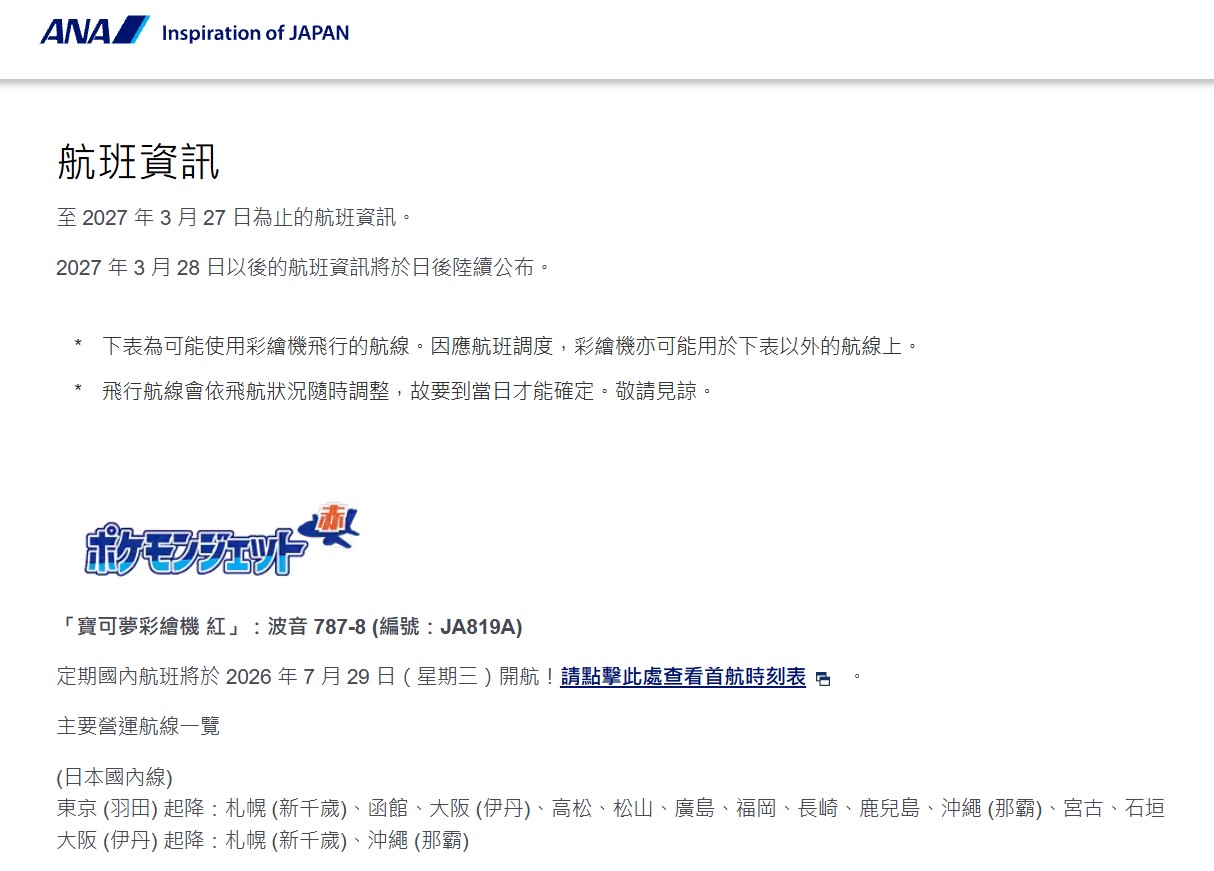 ANA Inspiration of JAPAN
航班資訊
至 2027 年 3 月 27 日為止的航班資訊。
2027 年 3 月 28 日以後的航班資訊將於日後陸續公布。
* 下表為可能使用彩繪機飛行的航線。因應航班調度，彩繪機亦可能用於下表以外的航線上。
* 飛行航線會依飛航狀況隨時調整，故要到當日才能確定。敬請見諒。
ポケモンジェット 赤
「寶可夢彩繪機 紅」：波音 787-8 (編號：JA819A)
定期國內航班將於 2026 年 7 月 29 日（星期三）開航！請點擊此處查看首航時刻表 。
主要營運航線一覽
(日本國內線)
東京 (羽田) 起降：札幌 (新千歲)、函館、大阪 (伊丹)、高松、松山、廣島、福岡、長崎、鹿兒島、沖繩 (那霸)、宮古、石垣
大阪 (伊丹) 起降：札幌 (新千歲)、沖繩 (那霸)